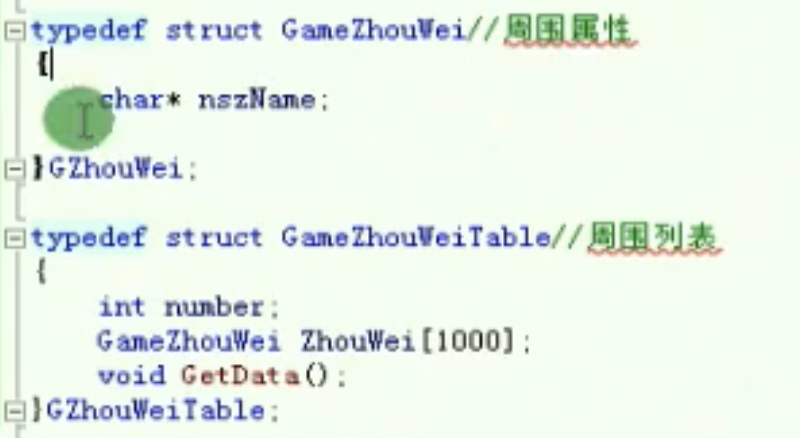 typedef struct GameZhouWei//周围属性
{
char* nszName;
}GZhouWei;
typedef struct GameZhouWeiTable//周围列表
{
int number;
GameZhouWei ZhouWei[1000];
void GetData();
}GZhouWeiTable;